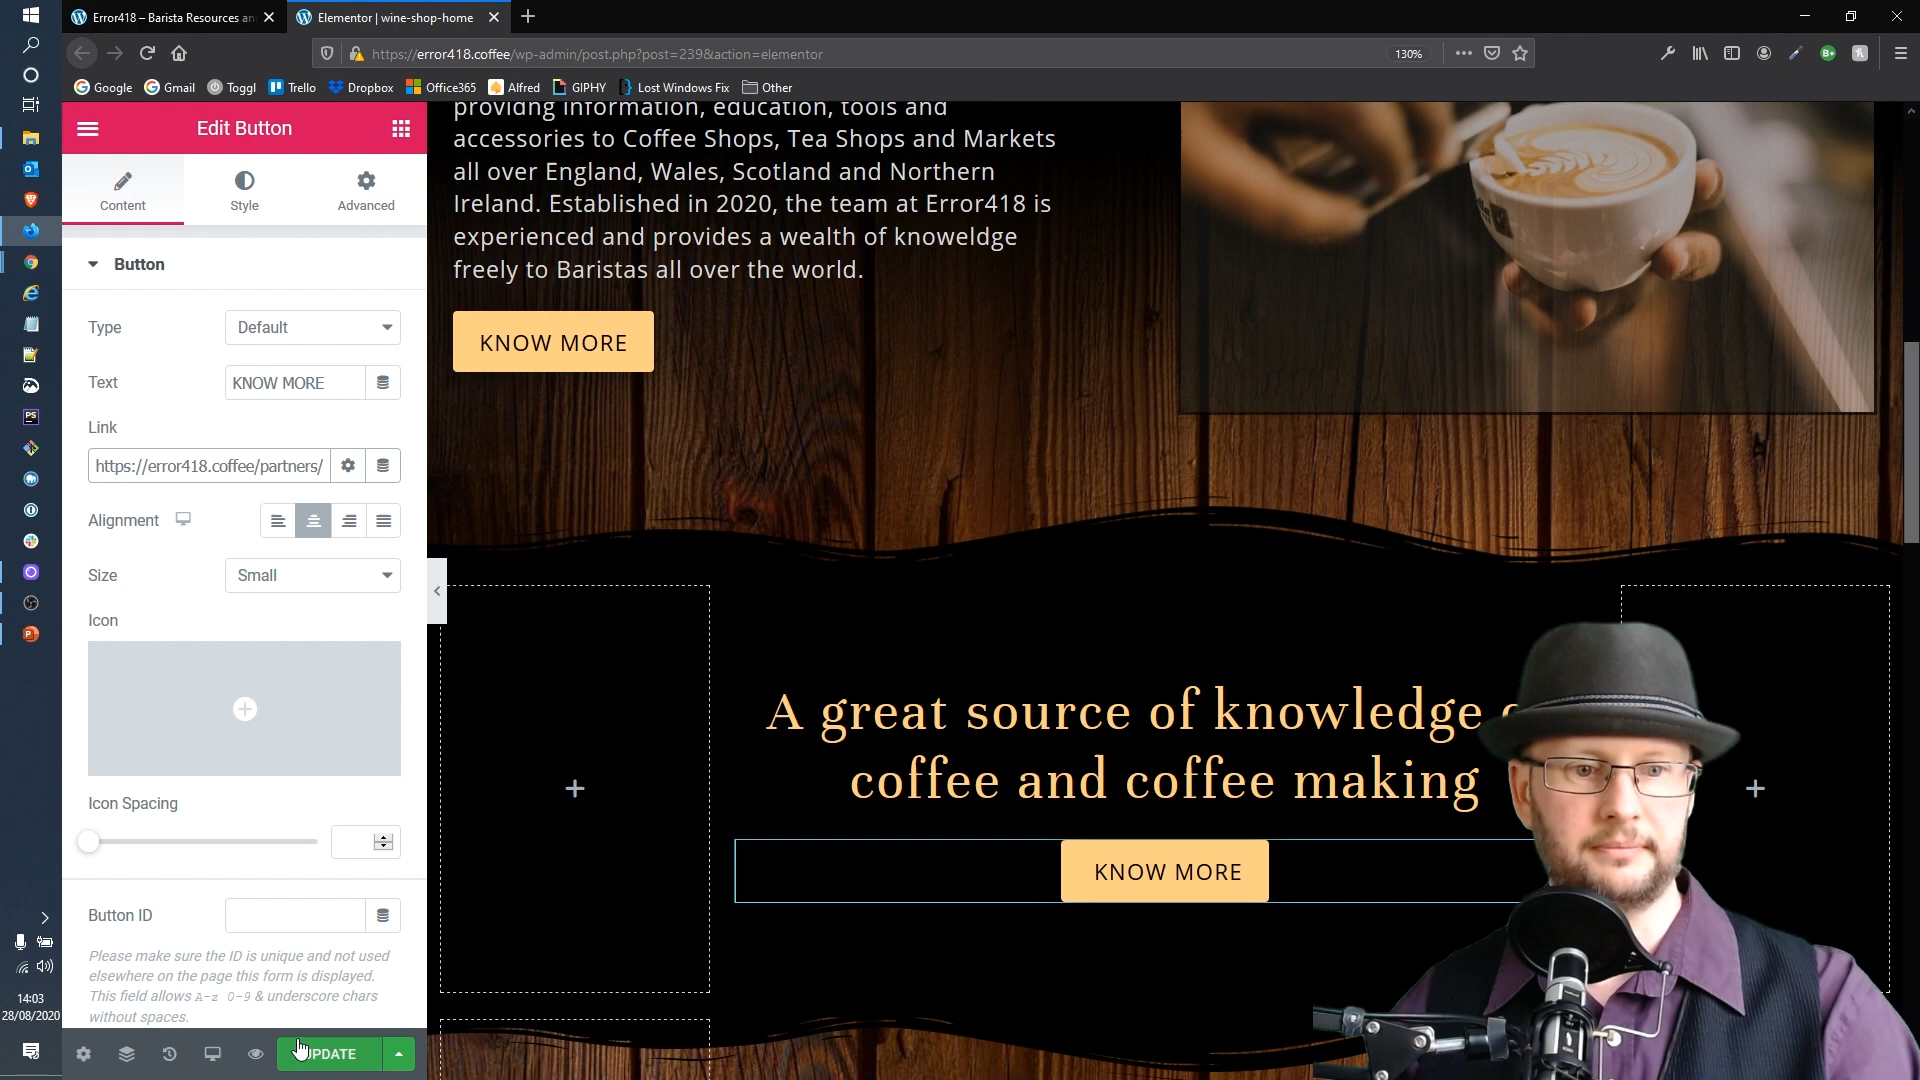 Error418 – Barista Resources an
Elementor | wine-shop-home
https://error418.coffee/wp-admin/post.php?post=239&action=elementor
130%
Google
Gmail
Toggl
Trello
Dropbox
Office365
Alfred
GIPHY
Lost Windows Fix
Other
Edit Button
Content
Style
Advanced
Button
Type
Default
Text
KNOW MORE
Link
https://error418.coffee/partners/
Alignment
Size
Small
Icon
Icon Spacing
Button ID
Please make sure the ID is unique and not used
elsewhere on the page this form is displayed.
This field allows A-z 0-9 & underscore chars
without spaces.
UPDATE
providng information, education, tools and
accessories to Coffee Shops, Tea Shops and Markets
all over England, Wales, Scotland and Northern
Ireland. Established in 2020, the team at Error418 is
experienced and provides a wealth of knoweldge
freely to Baristas all over the world.
KNOW MORE
A great source of knowledge
coffee and coffee making
KNOW MORE
14:03
28/08/2020